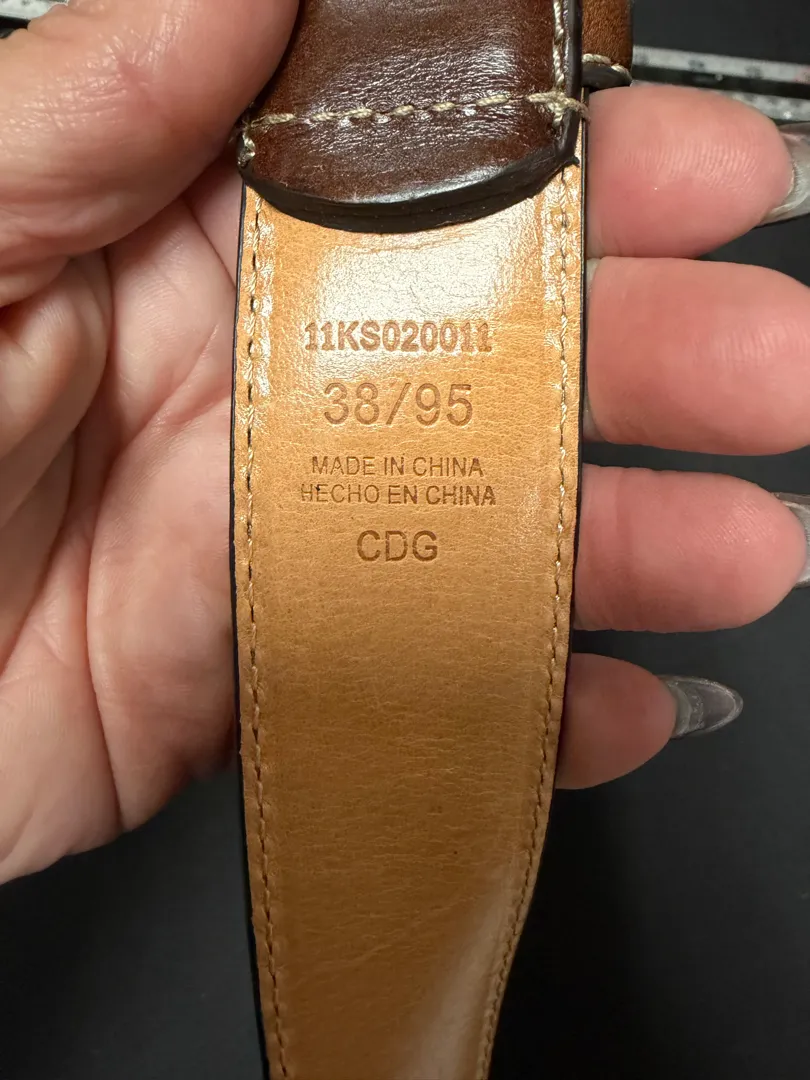 11KS020011
38/95
MADE IN CHINA
HECHO EN CHINA
CDG